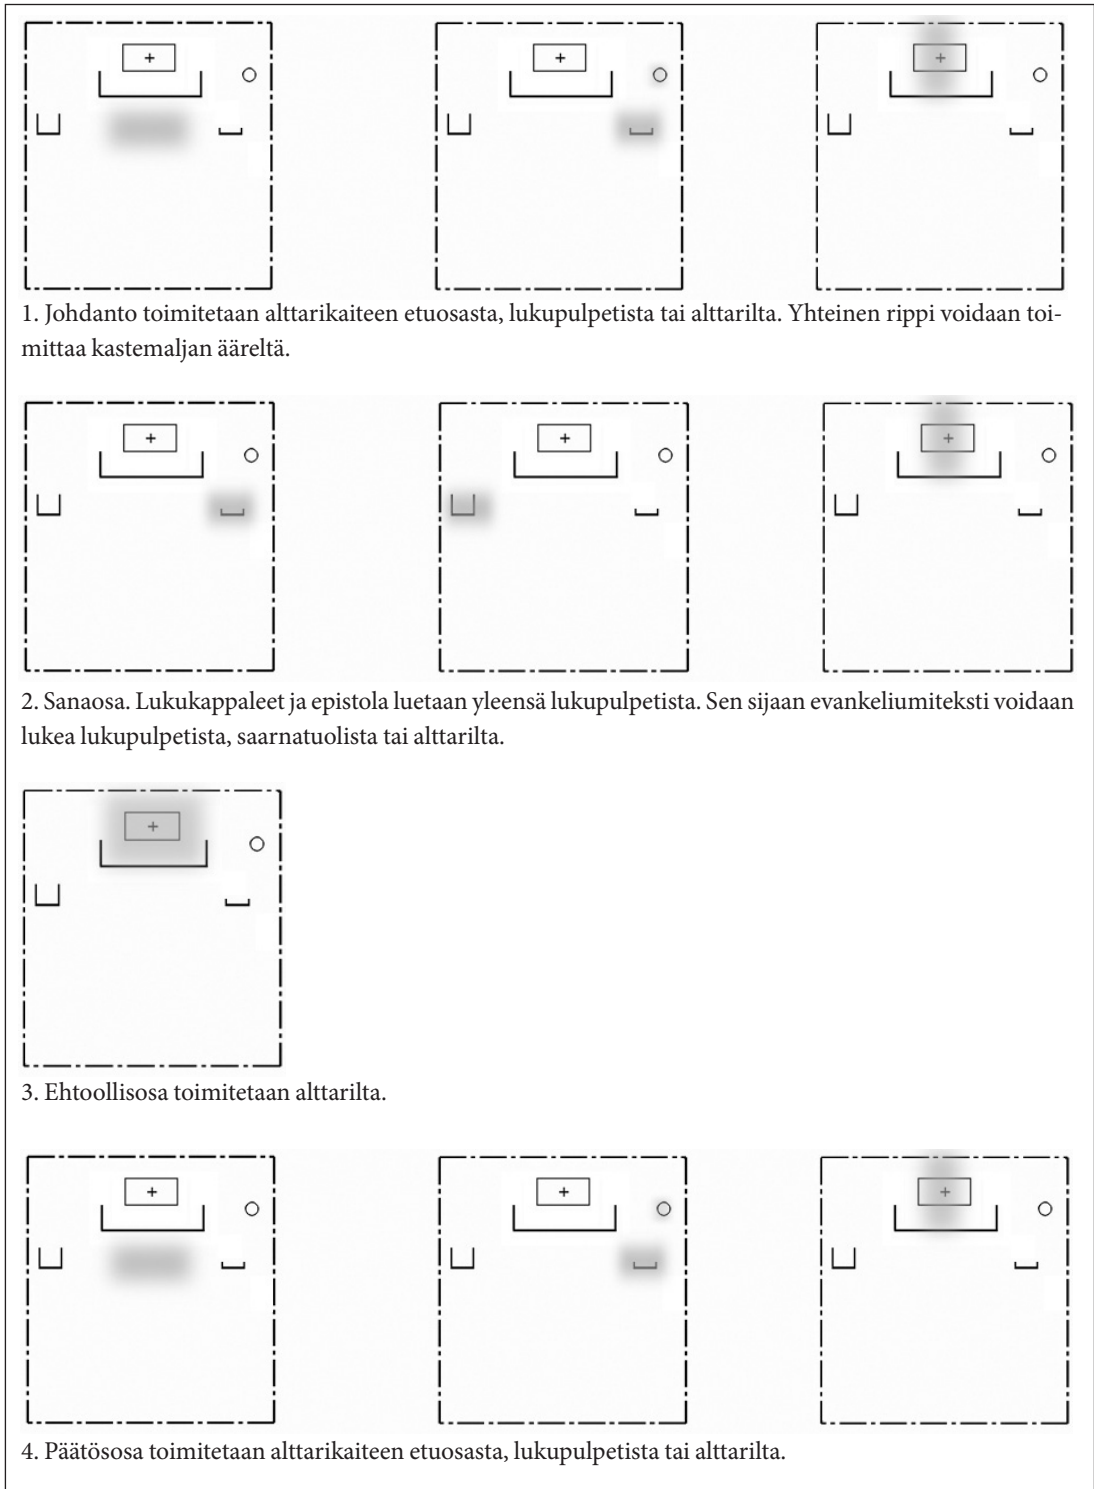 1. Johdanto toimitetaan alttarikaiteen etuosasta, lukupulpetista tai alttarilta. Yhteinen rippi voidaan toi-
mittaa kastemaljan ääreltä.
2. Sanaosa. Lukukappaleet ja epistola luetaan yleensä lukupulpetista. Sen sijaan evankeliumiteksti voidaan
lukea lukupulpetista, saarnatuolista tai alttarilta.
3. Ehtoollisosa toimitetaan alttarilta.
4. Päätösosa toimitetaan alttarikaiteen etuosasta, lukupulpetista tai alttarilta.